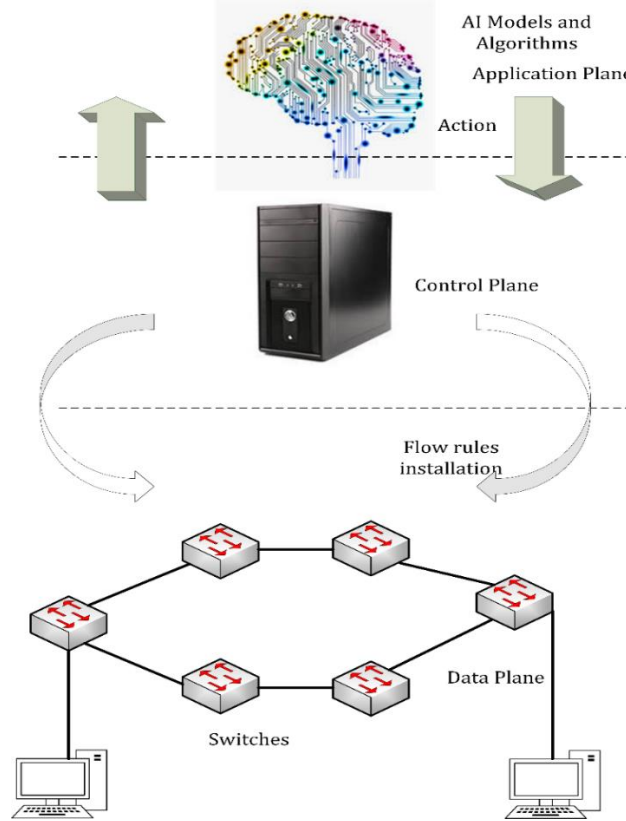 AI Models and
Algorithms
Application Plane
Action
Control Plane
Flow rules
installation
Data Plane
Switches